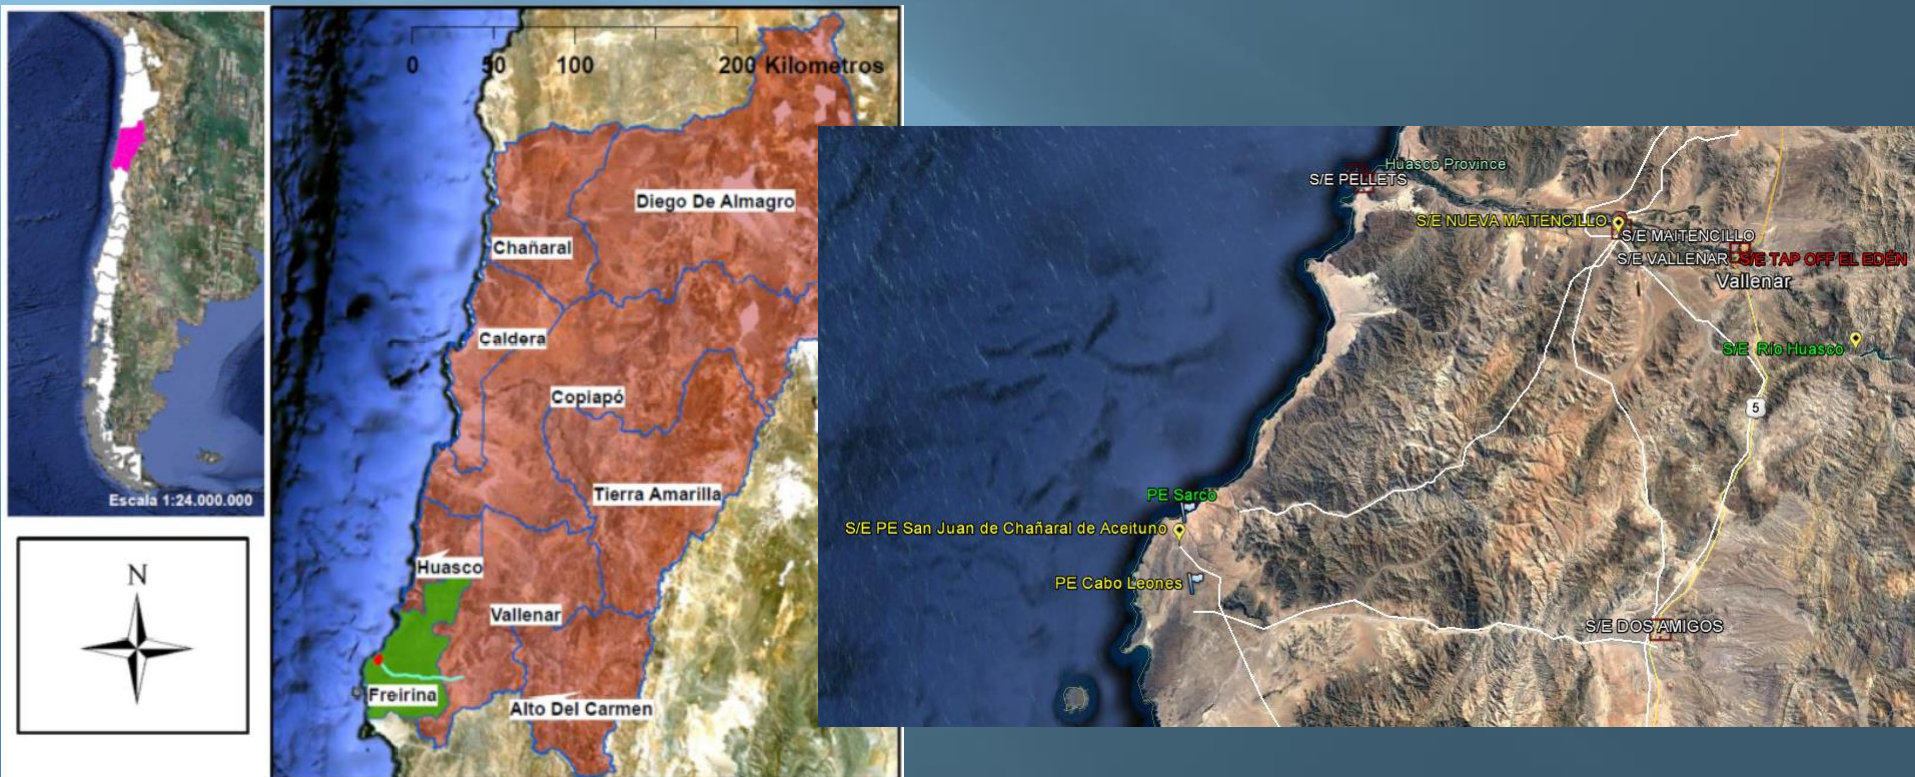 Escala 1:24.000.000
N
0 50 100 200 Kilometros
Diego De Almagro
Chañaral
Caldera
Copiapó
Tierra Amarilla
Huasco
Vallenar
Freirina
Alto Del Carmen
Huasco Province
S/E PELLETS
S/E NUEVA MAITENCILLO
S/E MAITENCILLO
S/E VALLENAR
S/E TAP OFF EL EDÉN
Vallenar
S/E Río Huasco
5
PE Sarco
S/E PE San Juan de Chañaral de Aceituno
PE Cabo Leones
S/E DOS AMIGOS